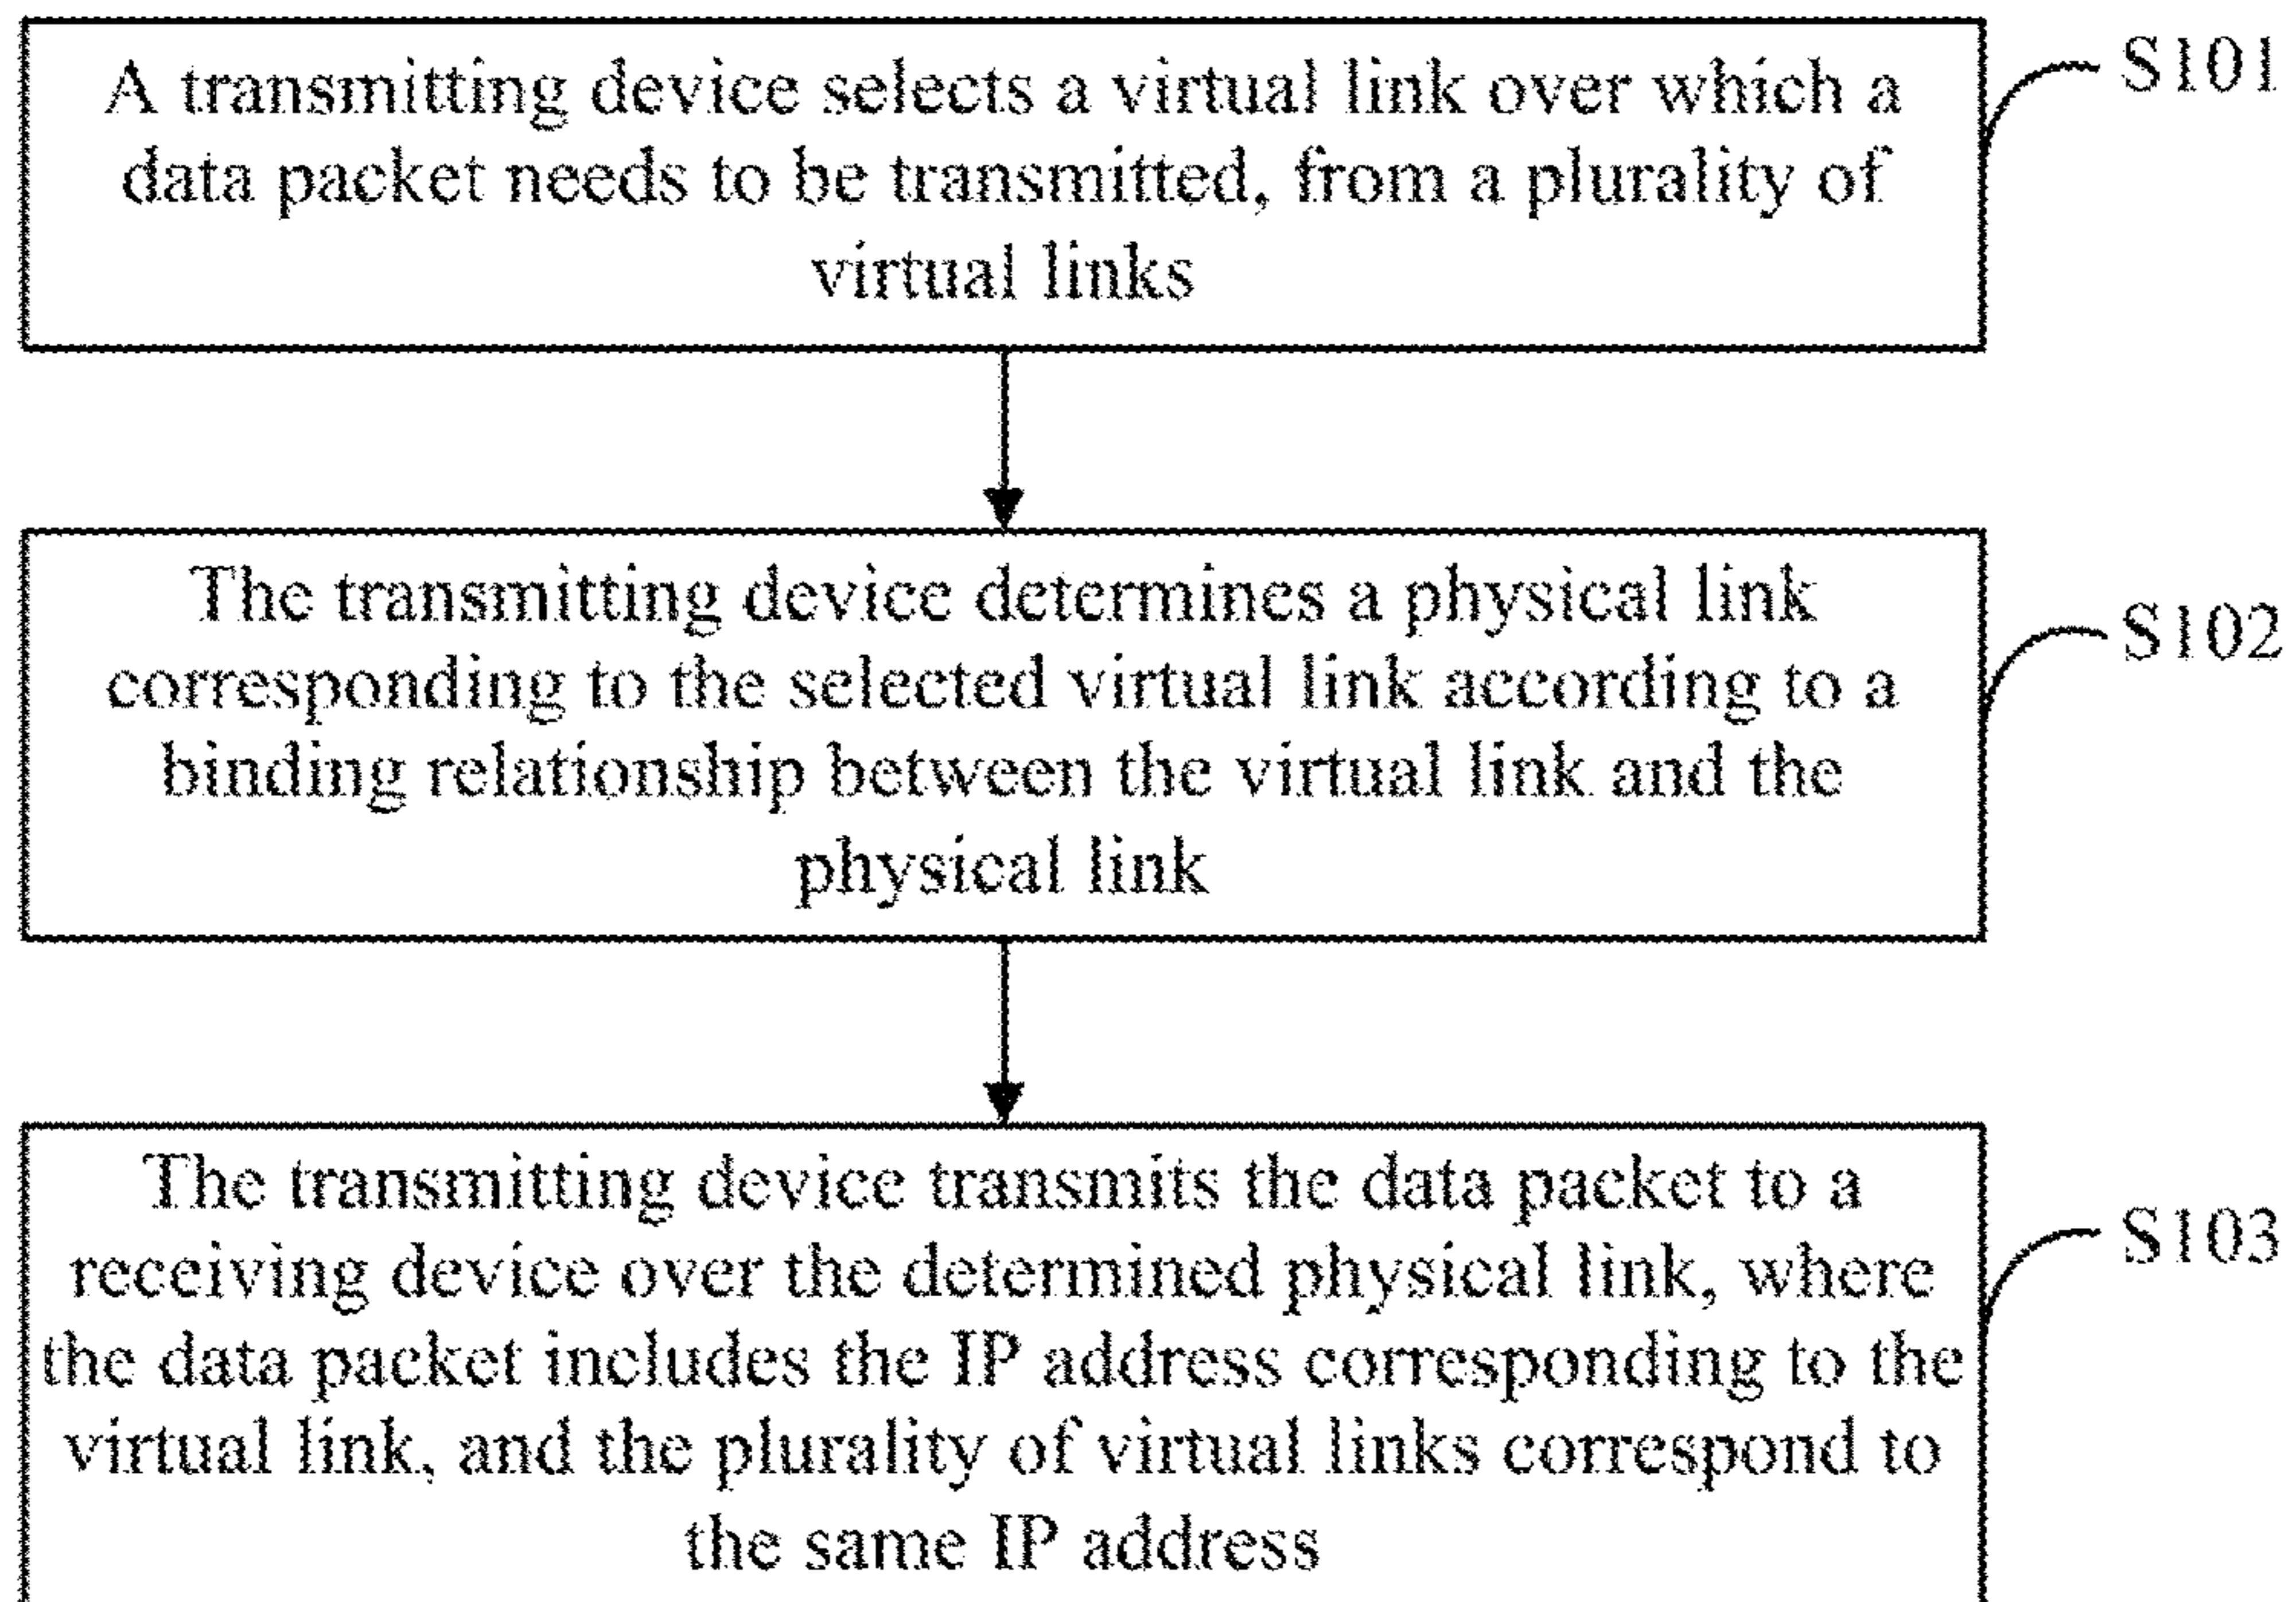 A transmitting device selects a virtual link over which a
data packet needs to be transmitted, from a plurality of
virtual links
S101
The transmitting device determines a physical link
corresponding to the selected virtual link according to a
binding relationship between the virtual link and the
physical link
S102
The transmitting device transmits the data packet to a
receiving device over the determined physical link, where
the data packet includes the IP address corresponding to the
virtual link, and the plurality of virtual links correspond to
the same IP address
S103